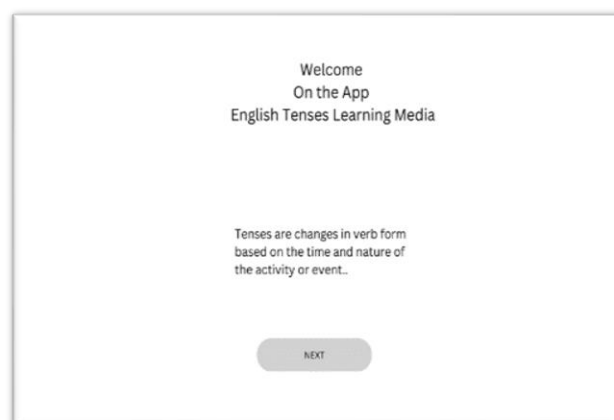 Welcome
On the App
English Tenses Learning Media
Tenses are changes in verb form
based on the time and nature of
the activity or event..
NEXT